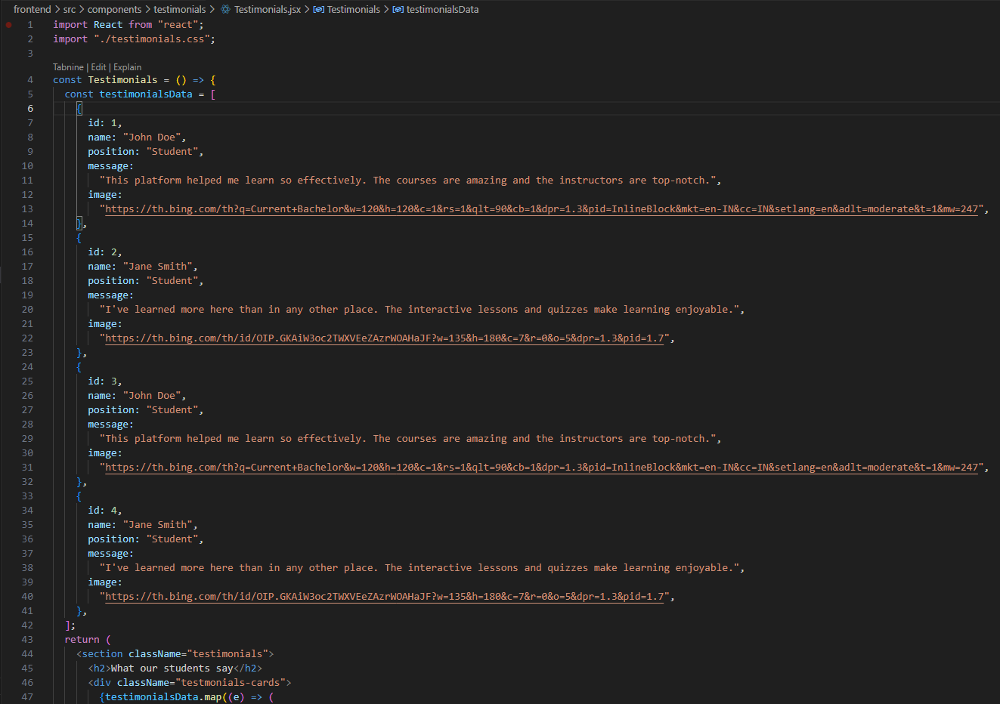 frontend > src > components > testimonials > Testimonials.jsx > Testimonials > testimonialsData
1 import React from "react";
2 import "./testimonials.css";
3
Tabnine | Edit | Explain
4 const Testimonials = () => {
5 const testimonialsData = [
6 {
7 id: 1,
8 name: "John Doe",
9 position: "Student",
10 message:
11 "This platform helped me learn so effectively. The courses are amazing and the instructors are top-notch.",
12 image:
13 "https://th.bing.com/th?q=Current+Bachelor&w=120&h=120&c=1&rs=1&qlt=90&cb=1&dpr=1.3&pid=InlineBlock&mkt=en-IN&cc=IN&setlang=en&adlt=moderate&t=1&mw=247",
14 },
15 {
16 id: 2,
17 name: "Jane Smith",
18 position: "Student",
19 message:
20 "I've learned more here than in any other place. The interactive lessons and quizzes make learning enjoyable.",
21 image:
22 "https://th.bing.com/th/id/OIP.GKAiW3oc2TWXVEeZAzrWOAHaJF?w=135&h=180&c=7&r=0&o=5&dpr=1.3&pid=1.7",
23 },
24 {
25 id: 3,
26 name: "John Doe",
27 position: "Student",
28 message:
29 "This platform helped me learn so effectively. The courses are amazing and the instructors are top-notch.",
30 image:
31 "https://th.bing.com/th?q=Current+Bachelor&w=120&h=120&c=1&rs=1&qlt=90&cb=1&dpr=1.3&pid=InlineBlock&mkt=en-IN&cc=IN&setlang=en&adlt=moderate&t=1&mw=247",
32 },
33 {
34 id: 4,
35 name: "Jane Smith",
36 position: "Student",
37 message:
38 "I've learned more here than in any other place. The interactive lessons and quizzes make learning enjoyable.",
39 image:
40 "https://th.bing.com/th/id/OIP.GKAiW3oc2TWXVEeZAzrWOAHaJF?w=135&h=180&c=7&r=0&o=5&dpr=1.3&pid=1.7",
41 },
42 ];
43 return (
44 <section className="testimonials">
45 <h2>What our students say</h2>
46 <div className="testmonials-cards">
47 {testimonialsData.map((e) => (